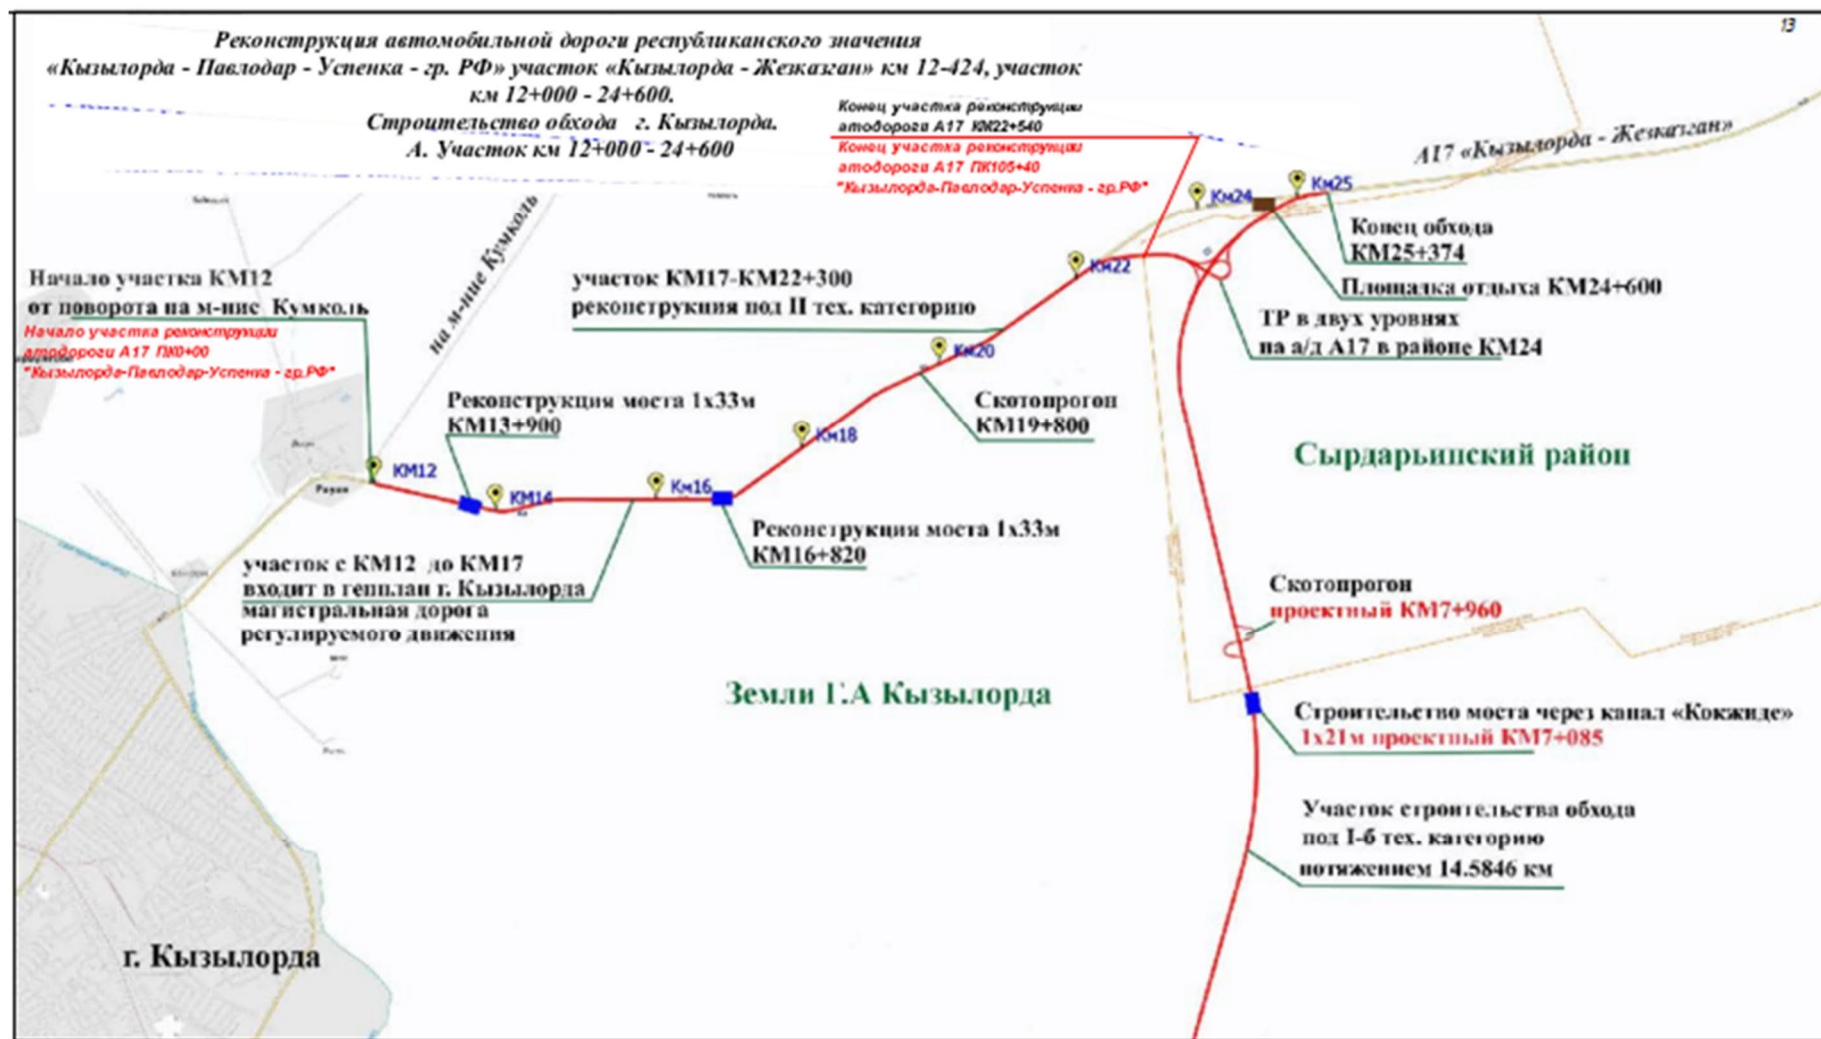 13
Реконструкция автомобильной дороги республиканского значения
«Кызылорда - Павлодар - Успенка - гр. РФ» участок «Кызылорда - Жезказган» км 12-424, участок
км 12+000 - 24+600.
Строительство обхода г. Кызылорда.
А. Участок км 12+000 - 24+600
Конец участка реконструкции
атодороги А17 КМ22+540
Конец участка реконструкции
атодороги А17 ПК105+40
"Кызылорда-Павлодар-Успенка - гр.РФ"
А17 «Кызылорда - Жезказган»
Км24
Км25
Конец обхода
КМ25+374
Площадка отдыха КМ24+600
ТР в двух уровнях
на а/д А17 в районе КМ24
Начало участка КМ12
от поворота на м-ние Кумколь
Начало участка реконструкции
атодороги А17 ПК0+00
"Кызылорда-Павлодар-Успенка - гр.РФ"
на м-ние Кумколь
участок КМ17-КМ22+300
реконструкция под II тех. категорию
Км22
Км20
Реконструкция моста 1х33м
КМ13+900
Скотопрогон
КМ19+800
Км18
Сырдарьинский район
КМ12
КМ14
Км16
Реконструкция моста 1х33м
КМ16+820
участок с КМ12 до КМ17
входит в генплан г. Кызылорда
магистральная дорога
регулируемого движения
Скотопрогон
проектный КМ7+960
Земли Г.А Кызылорда
Строительство моста через канал «Кокжиде»
1х21м проектный КМ7+085
Участок строительства обхода
под I-б тех. категорию
потяжением 14.5846 км
г. Кызылорда